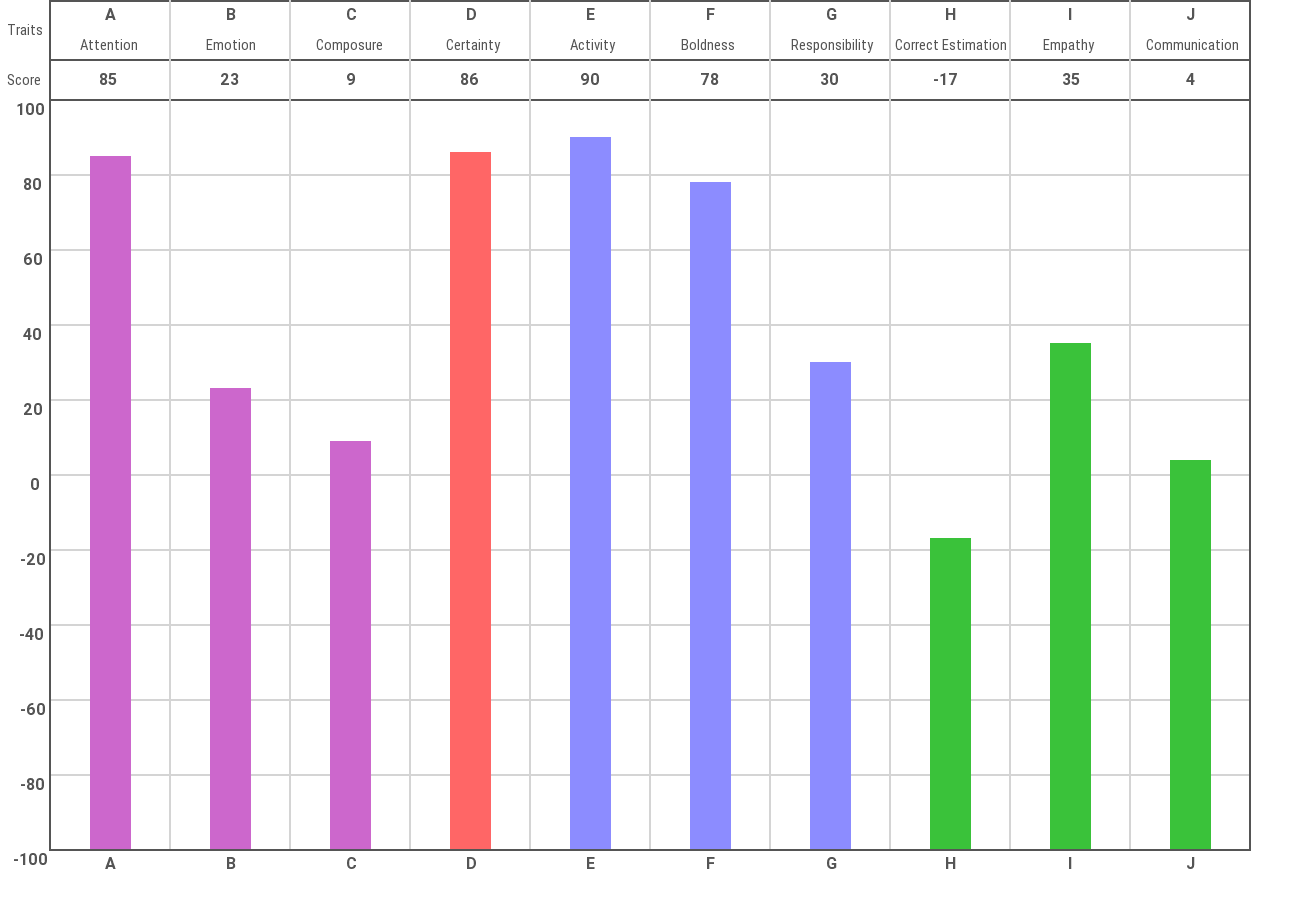 A B C D E F G H I J
Traits
Attention Emotion Composure Certainty Activity Boldness Responsibility Correct Estimation Empathy Communication
Score 85 23 9 86 90 78 30 -17 35 4
100
80
60
40
20
0
-20
-40
-60
-80
-100
A B C D E F G H I J